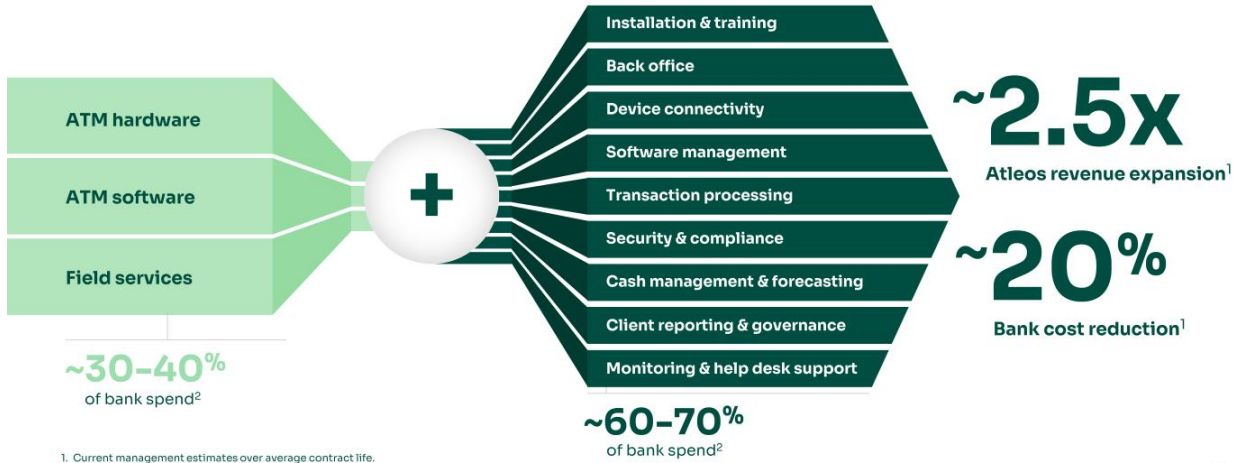 ATM hardware
ATM software
Field services
~30-40%
of bank spend2
+
Installation & training
Back office
Device connectivity
Software management
Transaction processing
Security & compliance
Cash management & forecasting
Client reporting & governance
Monitoring & help desk support
~60-70%
of bank spend2
~2.5x
Atleos revenue expansion1
~20%
Bank cost reduction1
1. Current management estimates over average contract life.